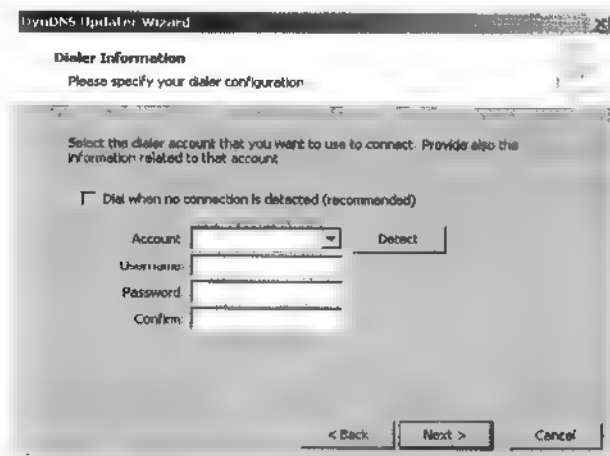 DynDNS Updater Wizard
Dialer Information
Please specify your dialer configuration
Select the dialer account that you want to use to connect. Provide also the
information related to that account
Dial when no connection is detected (recommended)
Account
Detect
Username:
Password:
Confirm:
< Back
Next >
Cancel